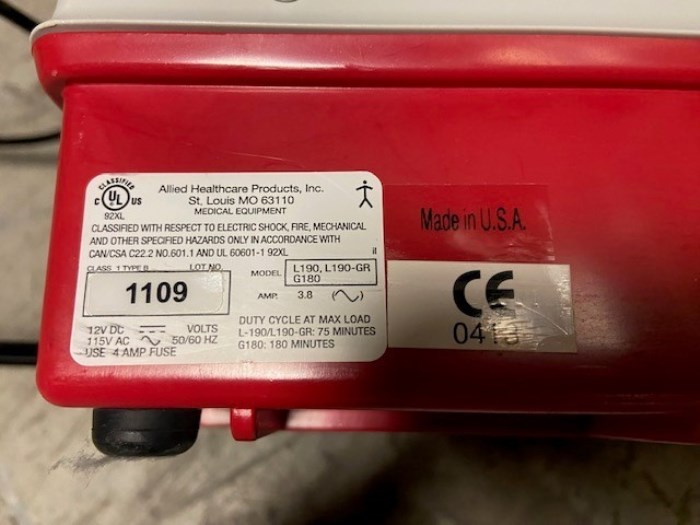 CLASSIFIED
C UL US
92XL
Allied Healthcare Products, Inc.
St. Louis MO 63110
MEDICAL EQUIPMENT
CLASSIFIED WITH RESPECT TO ELECTRIC SHOCK, FIRE, MECHANICAL
AND OTHER SPECIFIED HAZARDS ONLY IN ACCORDANCE WITH
CAN/CSA C22.2 NO.601.1 AND UL 60601-1 92XL
CLASS 1 TYPE B LOT NO.
1109
MODEL L190, L190-GR
G180
AMP. 3.8
12V DC VOLTS
115V AC 50/60 HZ
USE 4 AMP FUSE
DUTY CYCLE AT MAX LOAD
L-190/L190-GR: 75 MINUTES
G180: 180 MINUTES
Made in U.S.A.
CE